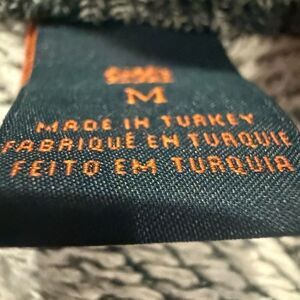 M
MADE IN TURKEY
FABRIQUÉ EN TURQUIE
FEITO EM TURQUIA